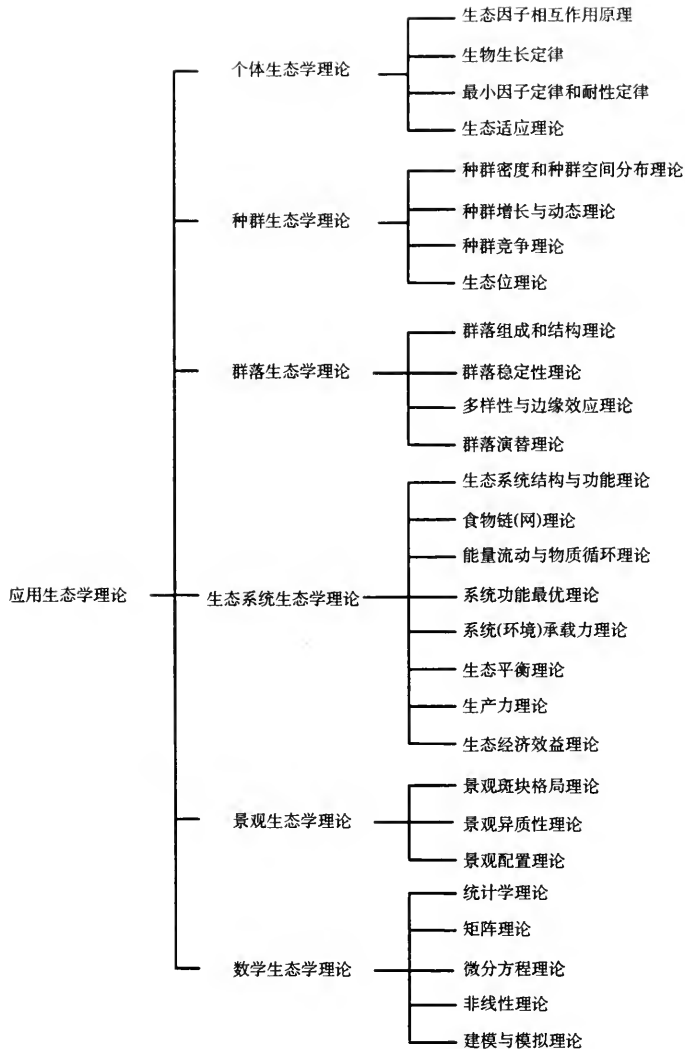 应用生态学理论
个体生态学理论
生态因子相互作用原理
生物生长定律
最小因子定律和耐性定律
生态适应理论
种群生态学理论
种群密度和种群空间分布理论
种群增长与动态理论
种群竞争理论
生态位理论
群落生态学理论
群落组成和结构理论
群落稳定性理论
多样性与边缘效应理论
群落演替理论
生态系统生态学理论
生态系统结构与功能理论
食物链(网)理论
能量流动与物质循环理论
系统功能最优理论
系统(环境)承载力理论
生态平衡理论
生产力理论
生态经济效益理论
景观生态学理论
景观斑块格局理论
景观异质性理论
景观配置理论
数学生态学理论
统计学理论
矩阵理论
微分方程理论
非线性理论
建模与模拟理论